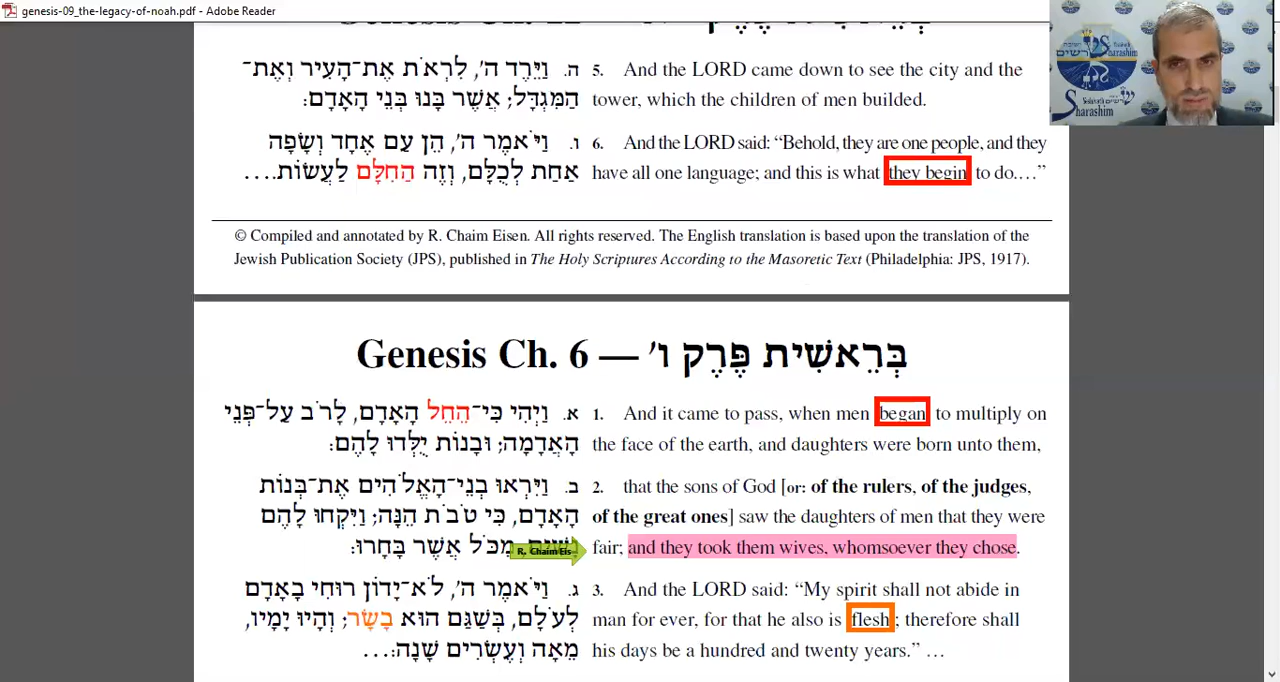 genesis-09_the-legacy-of-noah.pdf - Adobe Reader
ה. וַיֵּרֶד ה', לִרְאֹת אֶת־הָעִיר וְאֶת־
הַמִּגְדָּל; אֲשֶׁר בָּנוּ בְּנֵי הָאָדָם:
5. And the LORD came down to see the city and the
tower, which the children of men builded.
ו. וַיֹּאמֶר ה', הֵן עַם אֶחָד וְשָׂפָה
אַחַת לְכֻלָּם, וְזֶה הַחִלָּם לַעֲשׂוֹת....
6. And the LORD said: “Behold, they are one people, and they
have all one language; and this is what they begin to do....”
© Compiled and annotated by R. Chaim Eisen. All rights reserved. The English translation is based upon the translation of the
Jewish Publication Society (JPS), published in The Holy Scriptures According to the Masoretic Text (Philadelphia: JPS, 1917).
Genesis Ch. 6 — בְּרֵאשִׁית פֶּרֶק ו'
א. וַיְהִי כִּי־הֵחֵל הָאָדָם, לָרֹב עַל־פְּנֵי
הָאֲדָמָה; וּבָנוֹת יֻלְּדוּ לָהֶם:
1. And it came to pass, when men began to multiply on
the face of the earth, and daughters were born unto them,
ב. וַיִּרְאוּ בְנֵי־הָאֱלֹהִים אֶת־בְּנוֹת
הָאָדָם, כִּי טֹבֹת הֵנָּה; וַיִּקְחוּ לָהֶם
מִכֹּל אֲשֶׁר בָּחָרוּ:
R. Chaim Eis
2. that the sons of God [or: of the rulers, of the judges,
of the great ones] saw the daughters of men that they were
fair; and they took them wives, whomsoever they chose.
ג. וַיֹּאמֶר ה', לֹא־יָדוֹן רוּחִי בָאָדָם
לְעֹלָם, בְּשַׁגַּם הוּא בָשָׂר; וְהָיוּ יָמָיו,
מֵאָה וְעֶשְׂרִים שָׁנָה:...
3. And the LORD said: “My spirit shall not abide in
man for ever, for that he also is flesh; therefore shall
his days be a hundred and twenty years.” ...
Sharashim